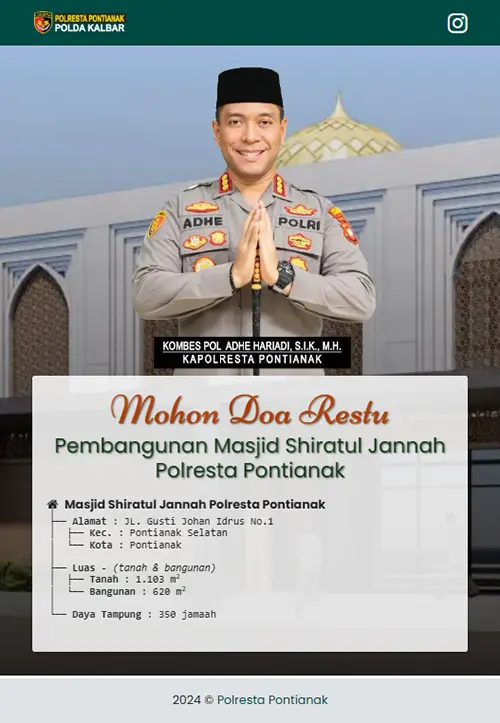 POLRESTA PONTIANAK
POLDA KALBAR
ADHE
POLRI
KOMBES POL ADHE HARIADI, S.I.K., M.H.
KAPOLRESTA PONTIANAK
Mohon Doa Restu
Pembangunan Masjid Shiratul Jannah
Polresta Pontianak
Masjid Shiratul Jannah Polresta Pontianak
├── Alamat : JL. Gusti Johan Idrus No.1
│   ├── Kec. : Pontianak Selatan
│   └── Kota : Pontianak
├── Luas - (tanah & bangunan)
│   ├── Tanah : 1.103 m²
│   └── Bangunan : 620 m²
└── Daya Tampung : 350 jamaah
2024 © Polresta Pontianak